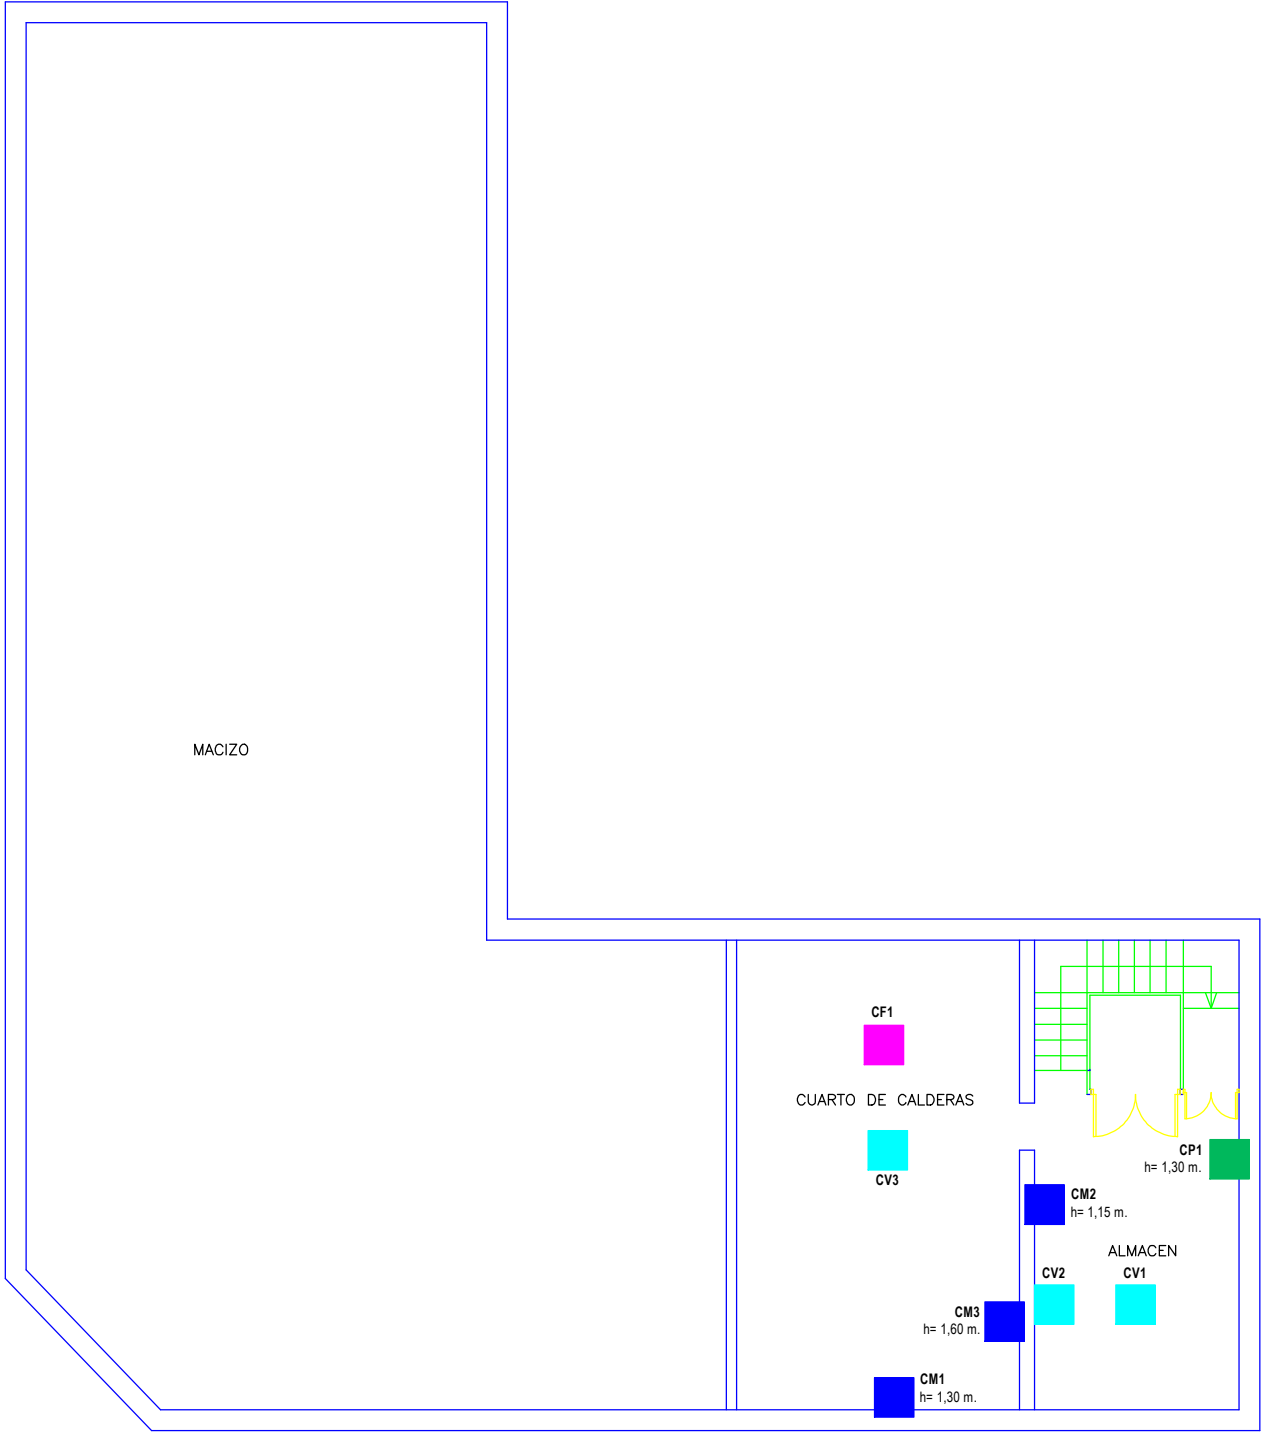 MACIZO
CF1
CUARTO DE CALDERAS
CV3
CP1
h= 1,30 m.
CM2
h= 1,15 m.
ALMACEN
CV2
CV1
CM3
h= 1,60 m.
CM1
h= 1,30 m.